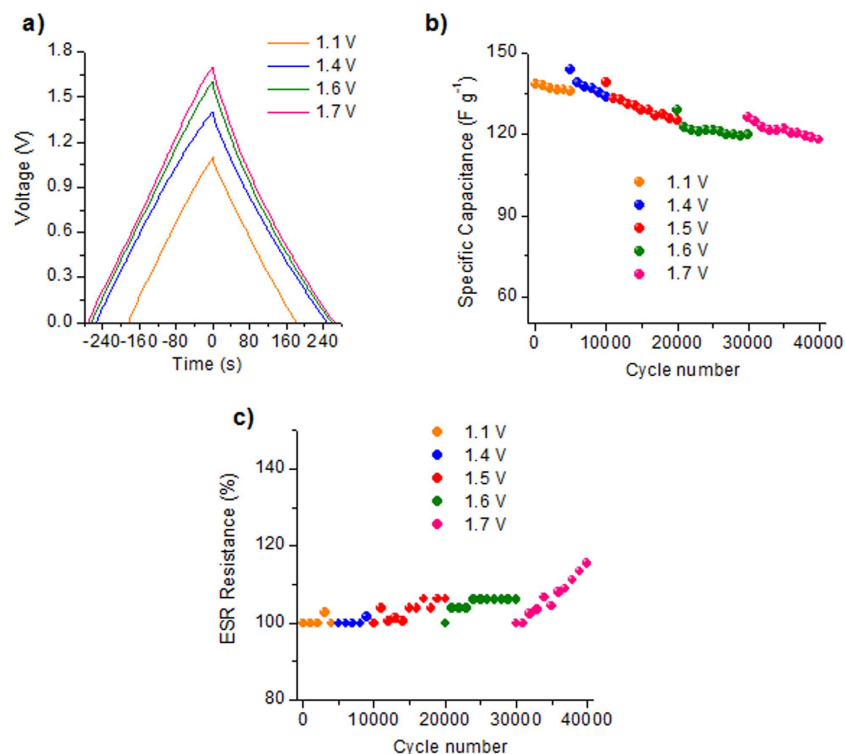 a)
1.1 V
1.4 V
1.6 V
1.7 V
1.8
1.5
1.2
0.9
0.6
0.3
0.0
Voltage (V)
-240 -160 -80 0 80 160 240
Time (s)
b)
150
120
90
60
Specific Capacitance (F g⁻¹)
1.1 V
1.4 V
1.5 V
1.6 V
1.7 V
0 10000 20000 30000 40000
Cycle number
c)
1.1 V
1.4 V
1.5 V
1.6 V
1.7 V
140
120
100
80
ESR Resistance (%)
0 10000 20000 30000 40000
Cycle number